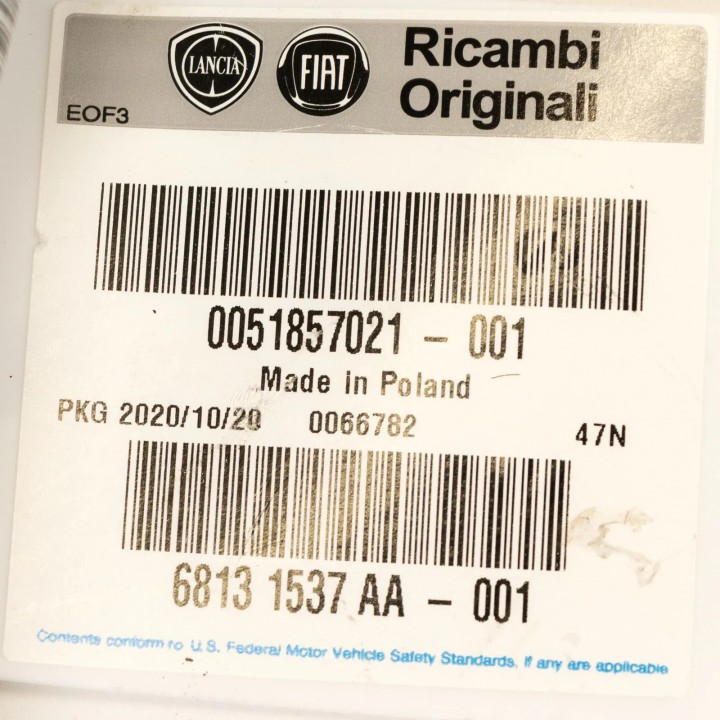 LANCIA FIAT Ricambi
Originali
EOF3
0051857021 - 001
Made in Poland
PKG 2020/10/20 0066782 47N
6813 1537 AA - 001
Contents conform to U.S. Federal Motor Vehicle Safety Standards, if any are applicable